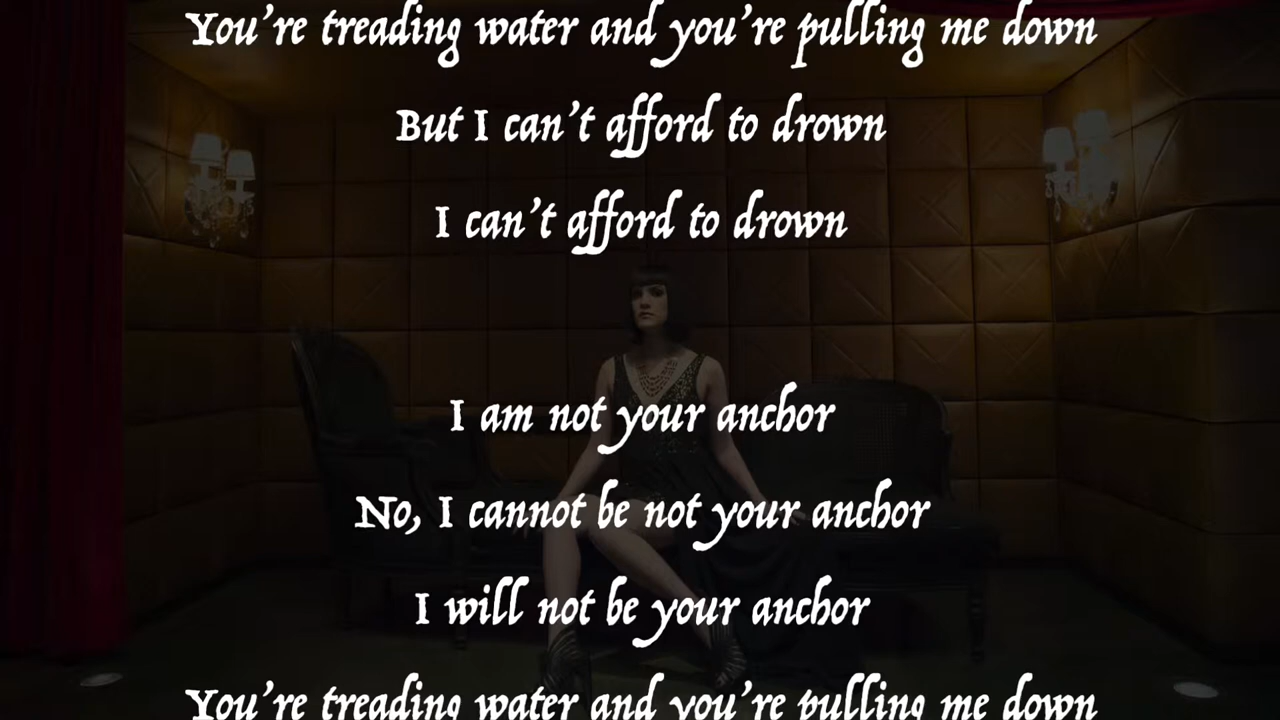 You're treading water and you're pulling me down
But I can't afford to drown
I can't afford to drown
I am not your anchor
No, I cannot be not your anchor
I will not be your anchor
You're treading water and you're pulling me down